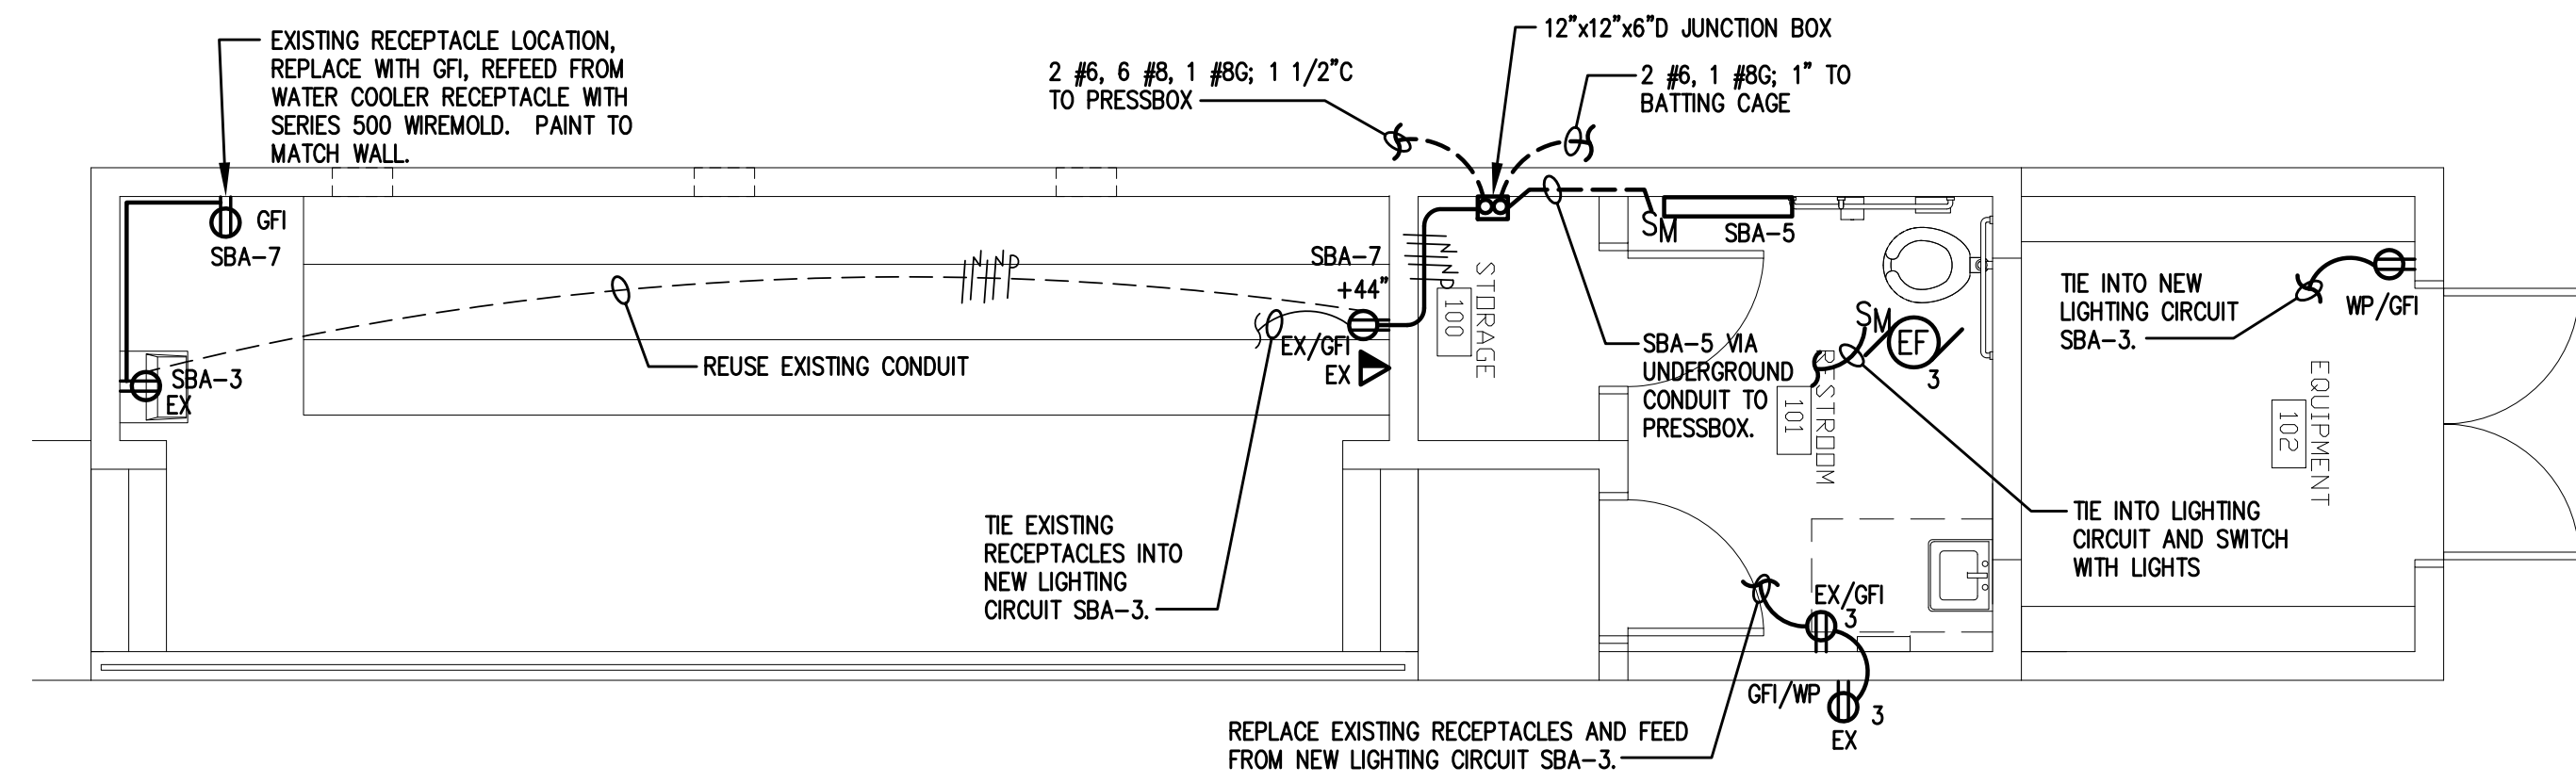 EXISTING RECEPTACLE LOCATION,
REPLACE WITH GFI, REFEED FROM
WATER COOLER RECEPTACLE WITH
SERIES 500 WIREMOLD. PAINT TO
MATCH WALL.
2 #6, 6 #8, 1 #8G; 1 1/2"C
TO PRESSBOX
12"x12"x6"D JUNCTION BOX
2 #6, 1 #8G; 1" TO
BATTING CAGE
GFI
SBA-7
SBA-3
EX
N N D
REUSE EXISTING CONDUIT
SBA-7
+44"
EX/GFI
EX
N N D
STORAGE
100
SM
SBA-5
SBA-5 VIA
UNDERGROUND
CONDUIT TO
PRESSBOX.
SM
EF
3
RESTROOM
101
TIE INTO NEW
LIGHTING CIRCUIT
SBA-3.
WP/GFI
EQUIPMENT
102
TIE EXISTING
RECEPTACLES INTO
NEW LIGHTING
CIRCUIT SBA-3.
TIE INTO LIGHTING
CIRCUIT AND SWITCH
WITH LIGHTS
EX/GFI
3
GFI/WP
3
EX
REPLACE EXISTING RECEPTACLES AND FEED
FROM NEW LIGHTING CIRCUIT SBA-3.